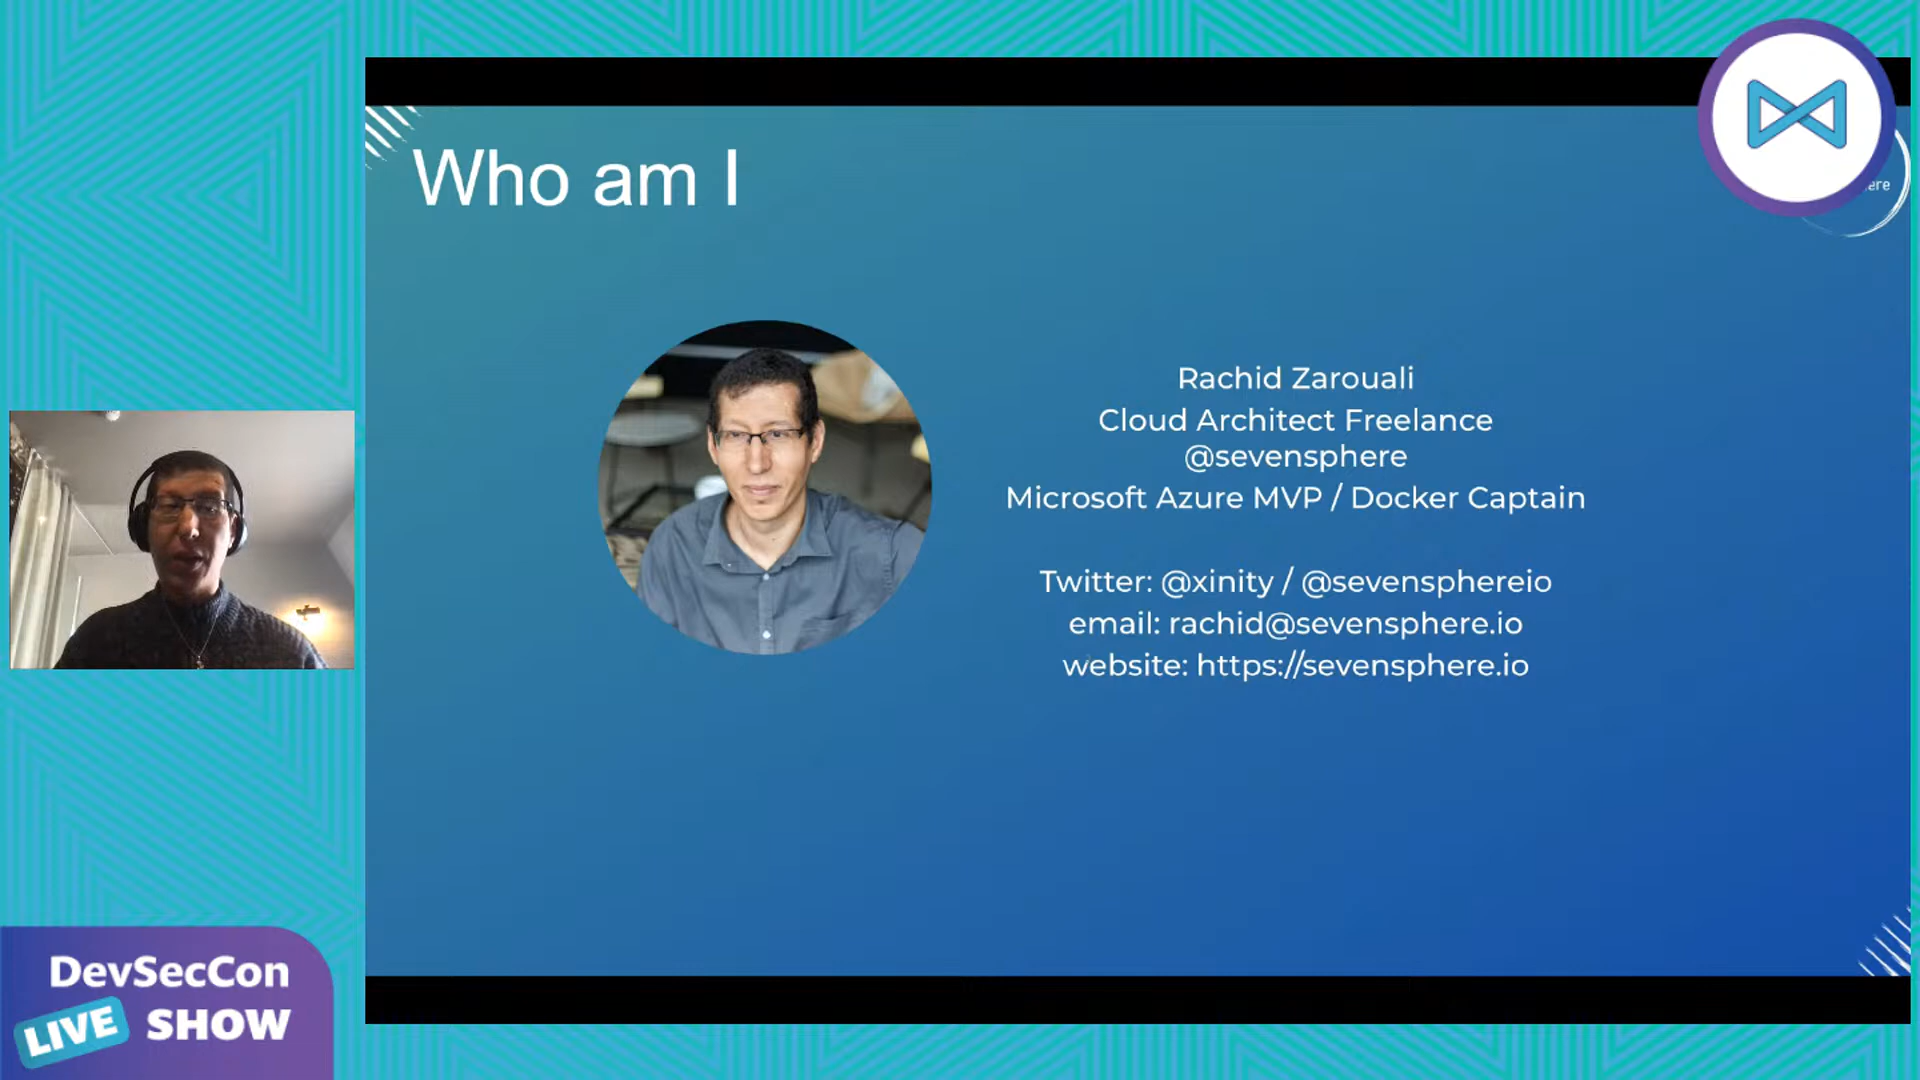 Who am I
Rachid Zarouali
Cloud Architect Freelance
@sevensphere
Microsoft Azure MVP / Docker Captain
Twitter: @xinity / @sevensphereio
email: rachid@sevensphere.io
website: https://sevensphere.io
DevSecCon
LIVE SHOW